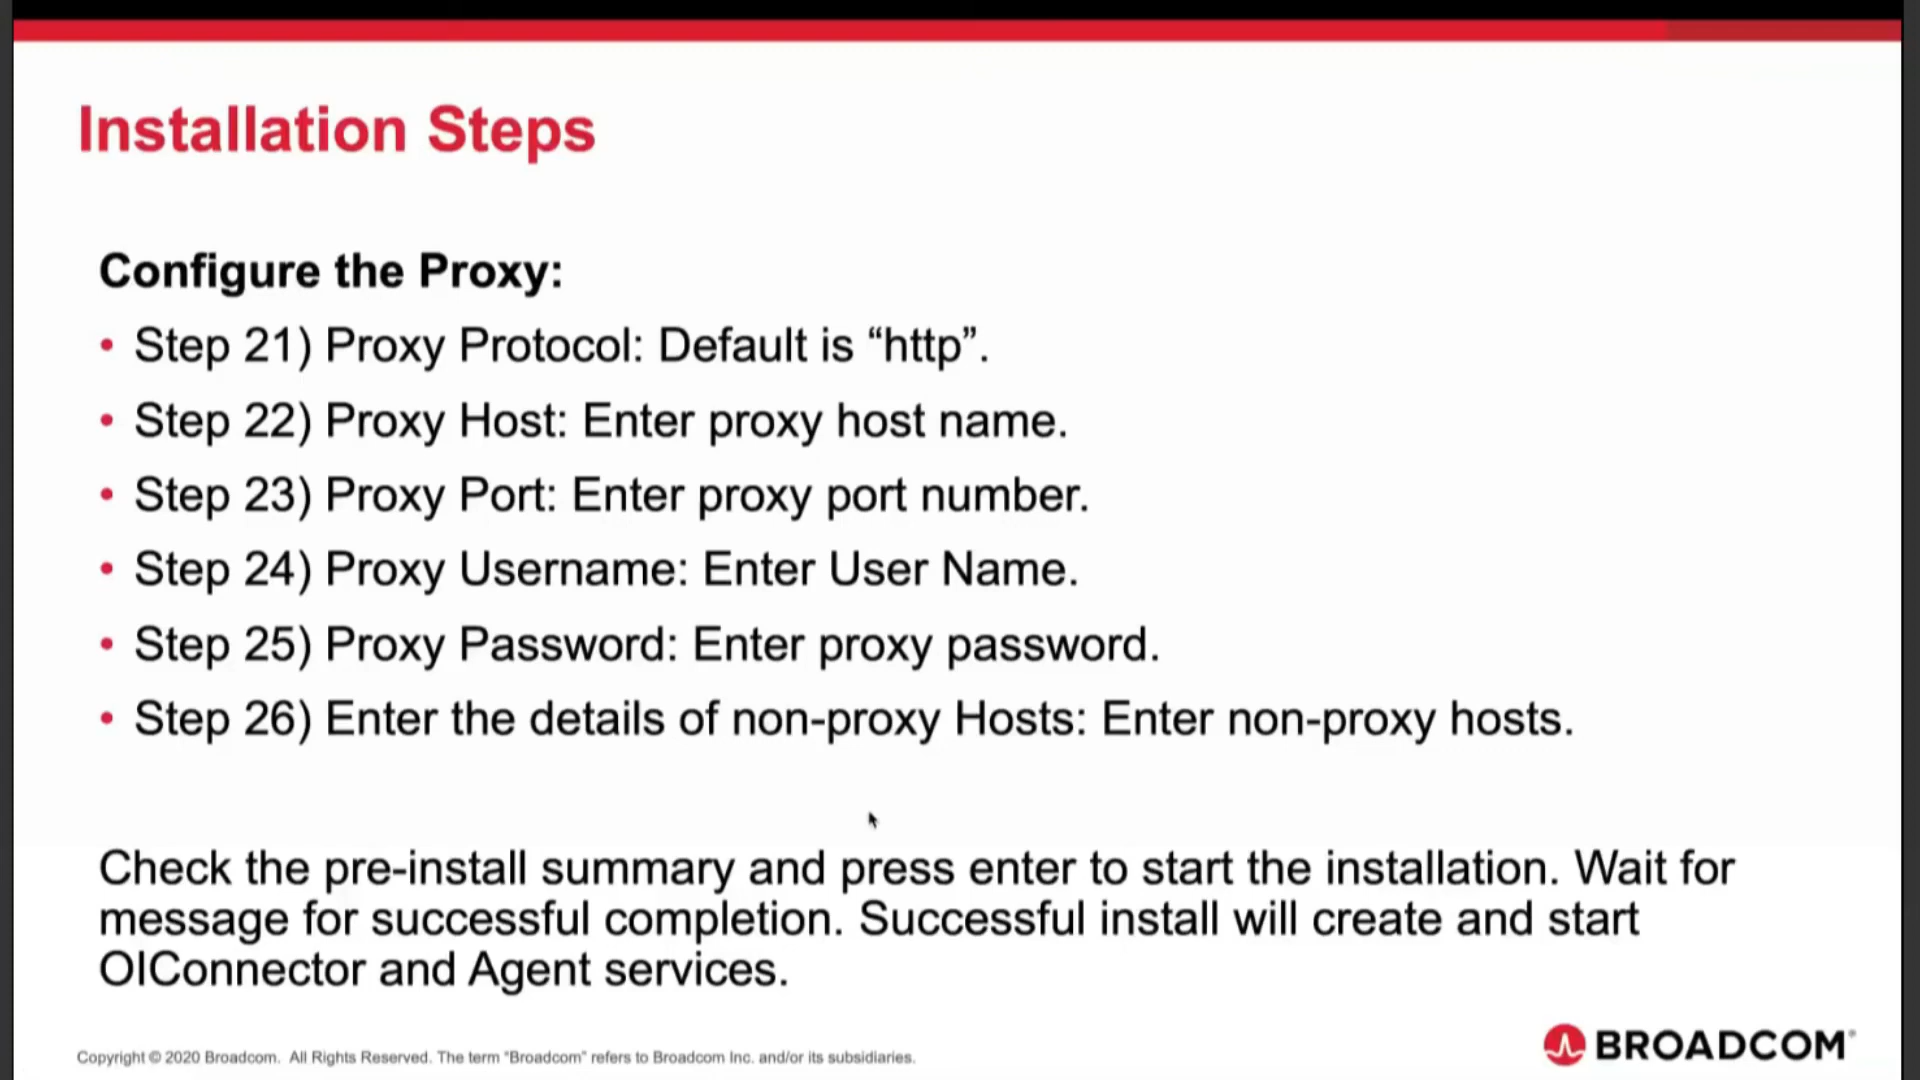 Installation Steps
Configure the Proxy:
• Step 21) Proxy Protocol: Default is “http”.
• Step 22) Proxy Host: Enter proxy host name.
• Step 23) Proxy Port: Enter proxy port number.
• Step 24) Proxy Username: Enter User Name.
• Step 25) Proxy Password: Enter proxy password.
• Step 26) Enter the details of non-proxy Hosts: Enter non-proxy hosts.
Check the pre-install summary and press enter to start the installation. Wait for
message for successful completion. Successful install will create and start
OIConnector and Agent services.
Copyright © 2020 Broadcom. All Rights Reserved. The term “Broadcom” refers to Broadcom Inc. and/or its subsidiaries.
BROADCOM®